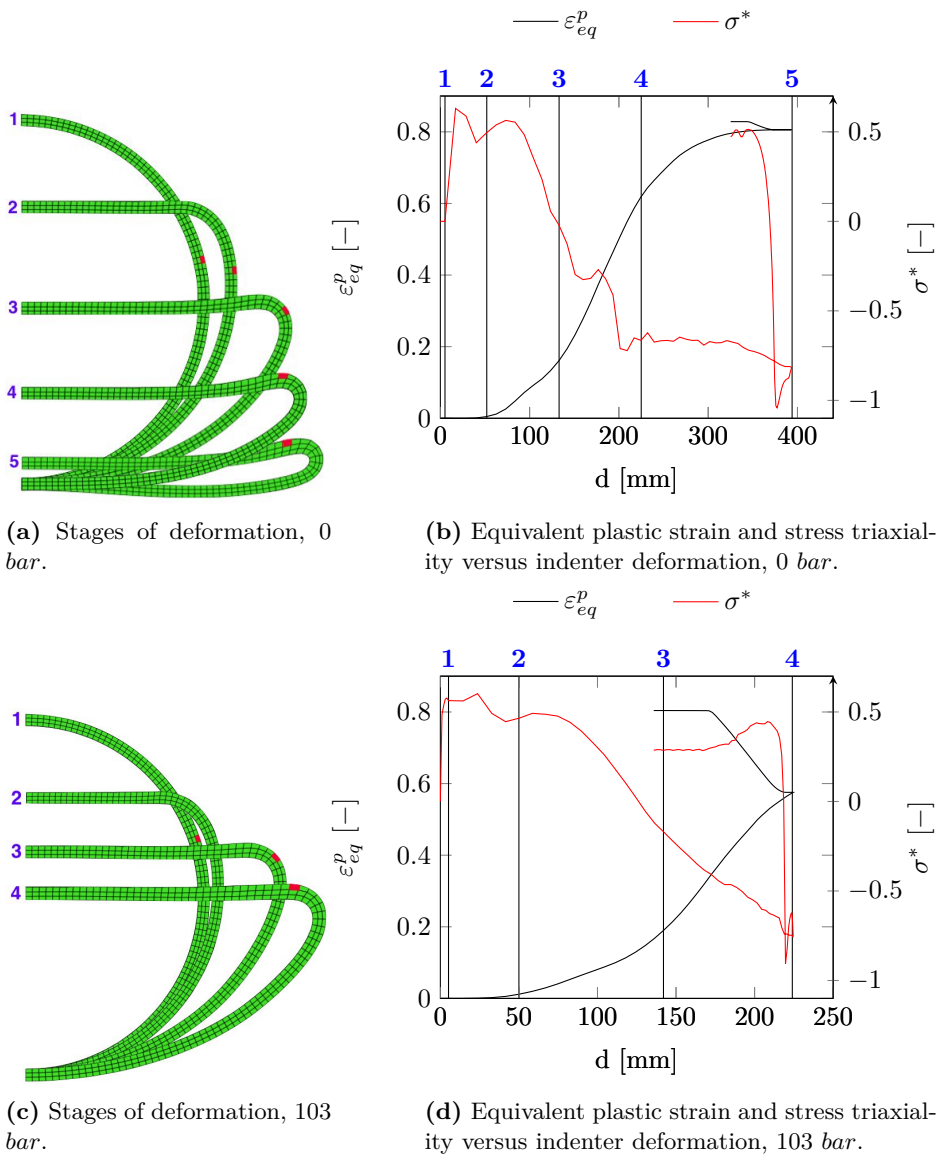 ε^p_eq σ*
1 2 3 4 5
1
2
3
4
5
0 0.2 0.4 0.6 0.8
ε^p_eq [−]
0 100 200 300 400
d [mm]
−1 −0.5 0 0.5
σ* [−]
(a) Stages of deformation, 0
bar.
(b) Equivalent plastic strain and stress triaxial-
ity versus indenter deformation, 0 bar.
ε^p_eq σ*
1 2 3 4
1
2
3
4
0 0.2 0.4 0.6 0.8
ε^p_eq [−]
0 50 100 150 200 250
d [mm]
−1 −0.5 0 0.5
σ* [−]
(c) Stages of deformation, 103
bar.
(d) Equivalent plastic strain and stress triaxial-
ity versus indenter deformation, 103 bar.